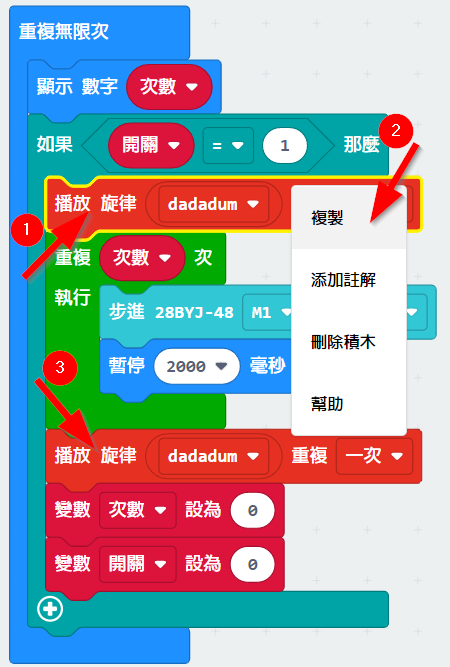 重複無限次
顯示 數字 次數
如果 開關 = 1 那麼
2
播放 旋律 dadadum
1
複製
添加註解
刪除積木
幫助
重複 次數 次
執行
步進 28BYJ-48 M1
暫停 2000 毫秒
3
播放 旋律 dadadum 重複 一次
變數 次數 設為 0
變數 開關 設為 0